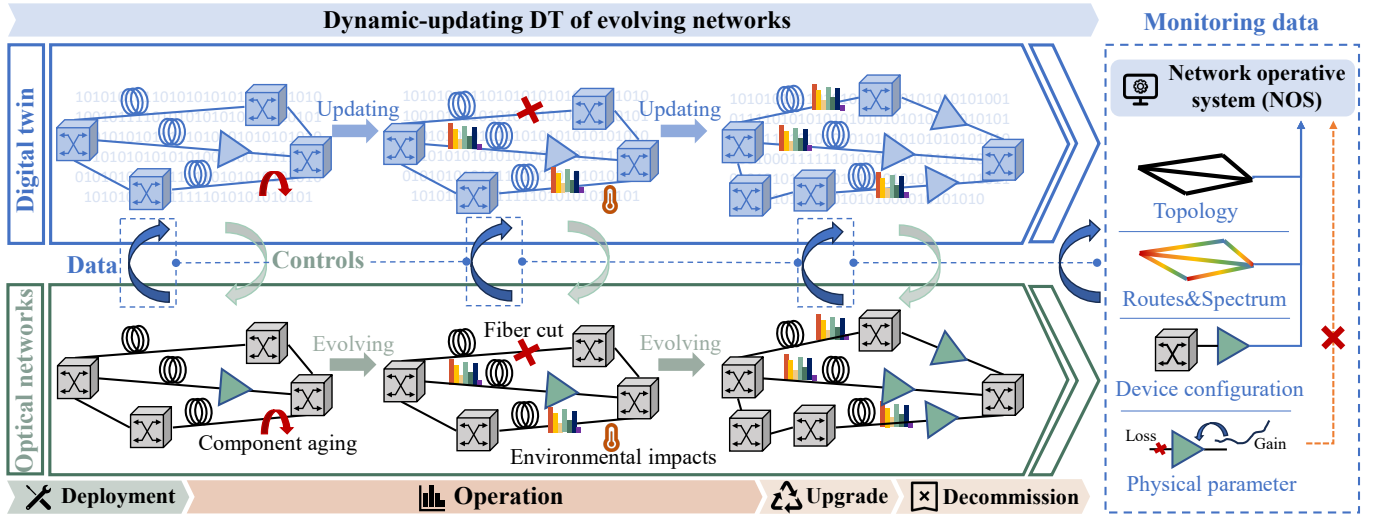 Dynamic-updating DT of evolving networks
Monitoring data
Digital twin
Updating
Updating
Network operative
system (NOS)
Topology
Data
Controls
Routes&Spectrum
Optical networks
Evolving
Fiber cut
Evolving
Device configuration
Component aging
Environmental impacts
Loss
Gain
Physical parameter
Deployment
Operation
Upgrade
Decommission